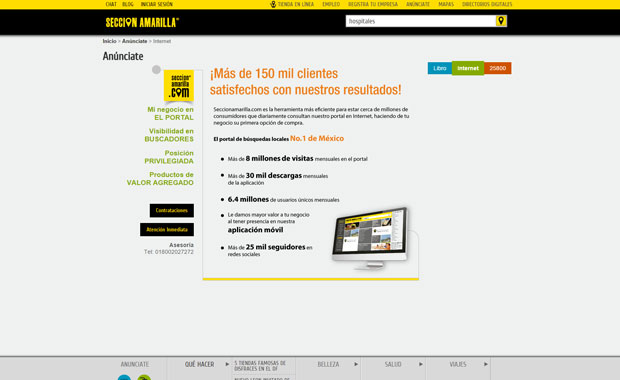 CHAT BLOG INICIAR SESIÓN TIENDA EN LÍNEA EMPLEO REGISTRA TU EMPRESA ANÚNCIATE MAPAS DIRECTORIOS DIGITALES
SECCION AMARILLA
hospitales
Inicio > Anúnciate > Internet
Anúnciate
seccion
amarilla
.com
Mi negocio en
EL PORTAL
Visibilidad en
BUSCADORES
Posición
PRIVILEGIADA
Productos de
VALOR AGREGADO
Contrataciones
Atención Inmediata
Asesoría
Tel: 018002027272
¡Más de 150 mil clientes
satisfechos con nuestros resultados!
Libro Internet 25800
Seccionamarilla.com es la herramienta más eficiente para estar cerca de millones de
consumidores que diariamente consultan nuestro portal en Internet, haciendo de tu
negocio su primera opción de compra.
El portal de búsquedas locales No.1 de México
Más de 8 millones de visitas mensuales en el portal
Más de 30 mil descargas mensuales
de la aplicación
6.4 millones de usuarios únicos mensuales
Le damos mayor valor a tu negocio
al tener presencia en nuestra
aplicación móvil
Más de 25 mil seguidores en
redes sociales
ANUNCIATE QUÉ HACER 5 TIENDAS FAMOSAS DE BELLEZA SALUD VIAJES
DISFRACES EN EL DF